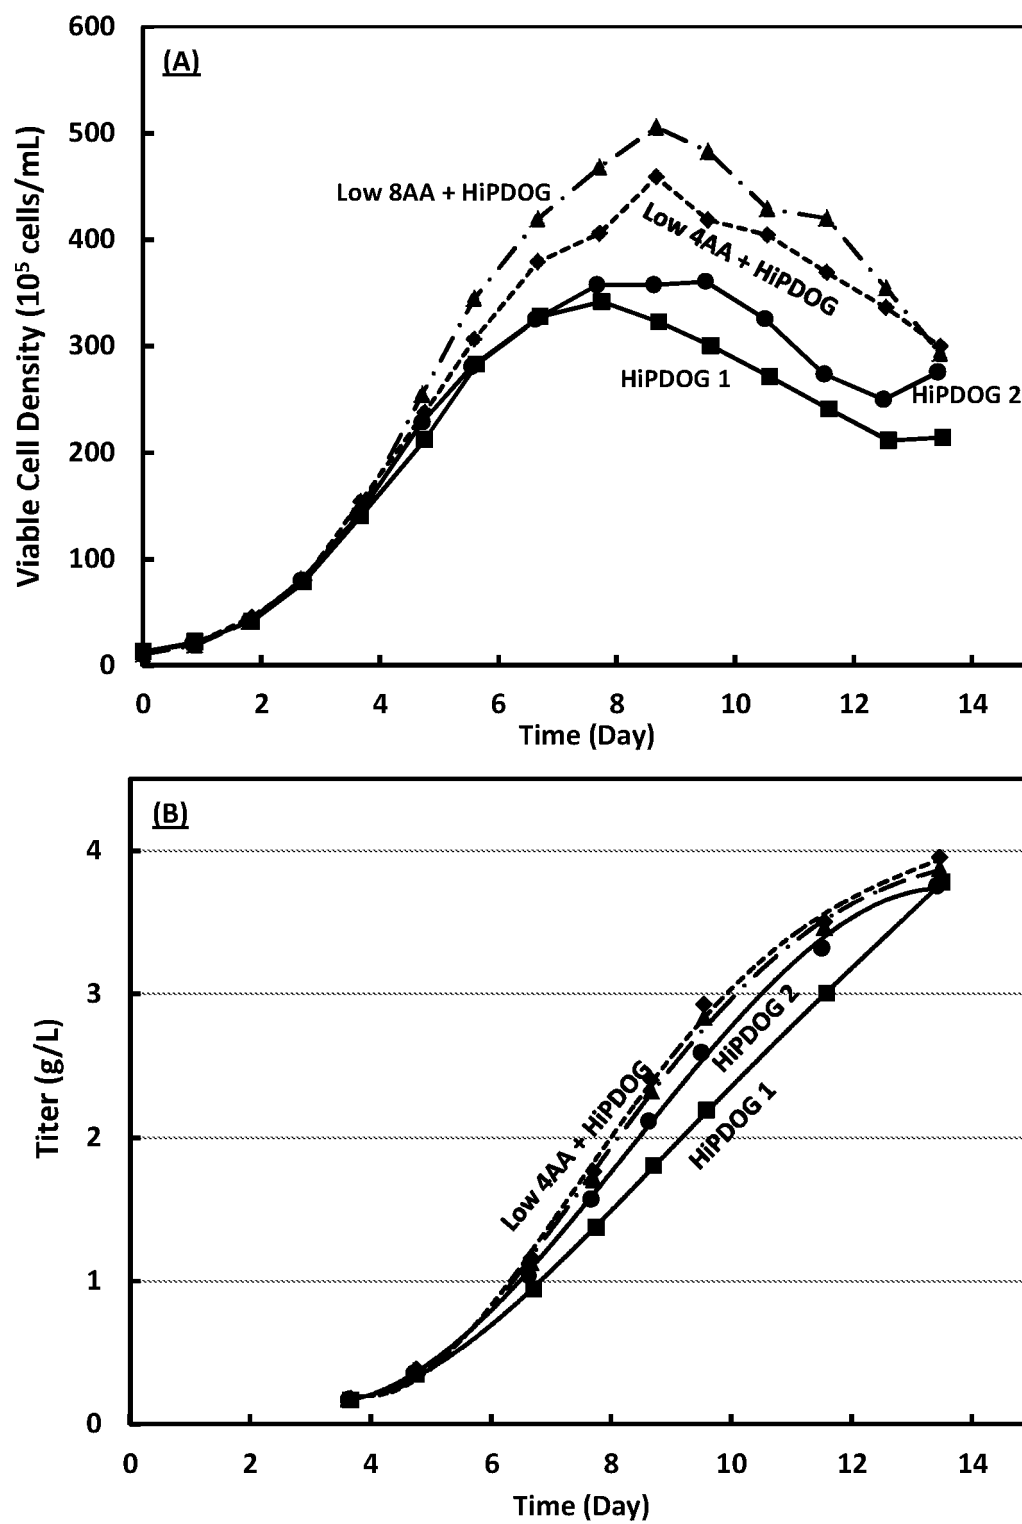 (A)
600
500
400
300
200
100
0
Viable Cell Density (10⁵ cells/mL)
Low 8AA + HiPDOG
Low 4AA + HiPDOG
HiPDOG 1
HiPDOG 2
0 2 4 6 8 10 12 14
Time (Day)
(B)
4
3
2
1
0
Titer (g/L)
Low 4AA + HiPDOG
HiPDOG 2
HiPDOG 1
0 2 4 6 8 10 12 14
Time (Day)